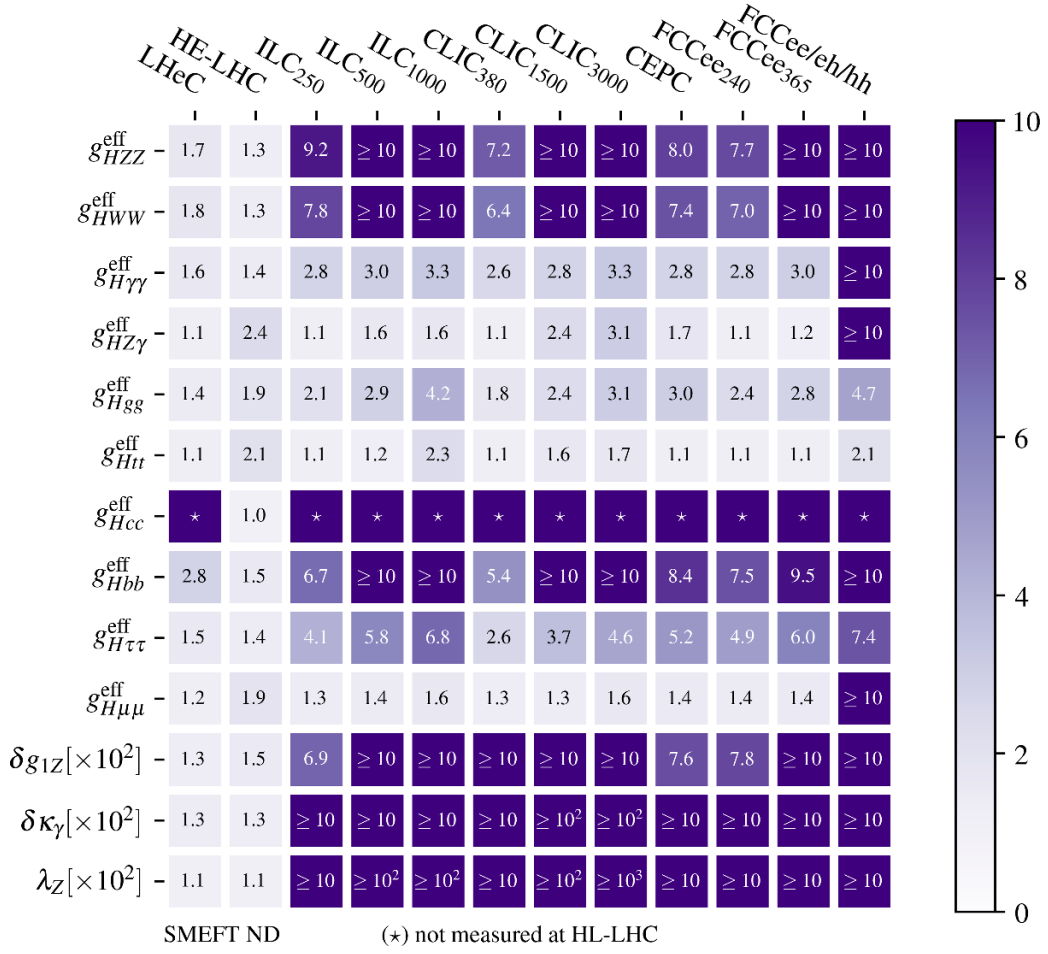 LHeC HE-LHC ILC₂₅₀ ILC₅₀₀ ILC₁₀₀₀ CLIC₃₈₀ CLIC₁₅₀₀ CLIC₃₀₀₀ CEPC FCCee₂₄₀ FCCee₃₆₅ FCCee/eh/hh
g^eff_HZZ 1.7 1.3 9.2 ≥ 10 ≥ 10 7.2 ≥ 10 ≥ 10 8.0 7.7 ≥ 10 ≥ 10
g^eff_HWW 1.8 1.3 7.8 ≥ 10 ≥ 10 6.4 ≥ 10 ≥ 10 7.4 7.0 ≥ 10 ≥ 10
g^eff_Hγγ 1.6 1.4 2.8 3.0 3.3 2.6 2.8 3.3 2.8 2.8 3.0 ≥ 10
g^eff_HZγ 1.1 2.4 1.1 1.6 1.6 1.1 2.4 3.1 1.7 1.1 1.2 ≥ 10
g^eff_Hgg 1.4 1.9 2.1 2.9 4.2 1.8 2.4 3.1 3.0 2.4 2.8 4.7
g^eff_Htt 1.1 2.1 1.1 1.2 2.3 1.1 1.6 1.7 1.1 1.1 1.1 2.1
g^eff_Hcc ⋆ 1.0 ⋆ ⋆ ⋆ ⋆ ⋆ ⋆ ⋆ ⋆ ⋆ ⋆
g^eff_Hbb 2.8 1.5 6.7 ≥ 10 ≥ 10 5.4 ≥ 10 ≥ 10 8.4 7.5 9.5 ≥ 10
g^eff_Hττ 1.5 1.4 4.1 5.8 6.8 2.6 3.7 4.6 5.2 4.9 6.0 7.4
g^eff_Hμμ 1.2 1.9 1.3 1.4 1.6 1.3 1.3 1.6 1.4 1.4 1.4 ≥ 10
δg₁Z[×10²] 1.3 1.5 6.9 ≥ 10 ≥ 10 ≥ 10 ≥ 10 ≥ 10 7.6 7.8 ≥ 10 ≥ 10
δκγ[×10²] 1.3 1.3 ≥ 10 ≥ 10 ≥ 10 ≥ 10 ≥ 10² ≥ 10² ≥ 10 ≥ 10 ≥ 10 ≥ 10
λZ[×10²] 1.1 1.1 ≥ 10 ≥ 10² ≥ 10² ≥ 10 ≥ 10² ≥ 10³ ≥ 10 ≥ 10 ≥ 10 ≥ 10
SMEFT ND (⋆) not measured at HL-LHC
10
8
6
4
2
0